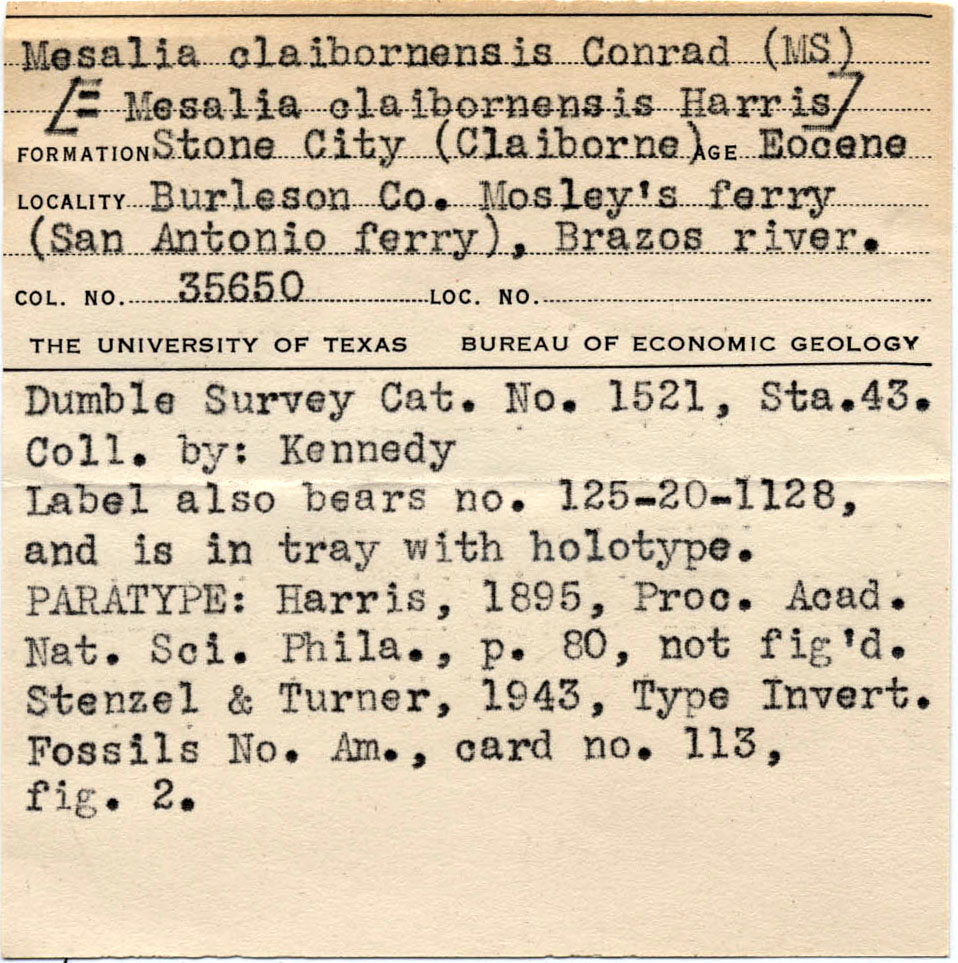 Mesalia claibornensis Conrad (MS)
[= Mesalia claibornensis Harris]
FORMATION Stone City (Claiborne) AGE Eocene
LOCALITY Burleson Co. Mosley's ferry
(San Antonio ferry), Brazos river.
COL. NO. 35650 LOC. NO.
THE UNIVERSITY OF TEXAS BUREAU OF ECONOMIC GEOLOGY
Dumble Survey Cat. No. 1521, Sta.43.
Coll. by: Kennedy
Label also bears no. 125-20-1128,
and is in tray with holotype.
PARATYPE: Harris, 1895, Proc. Acad.
Nat. Sci. Phila., p. 80, not fig'd.
Stenzel & Turner, 1943, Type Invert.
Fossils No. Am., card no. 113,
fig. 2.